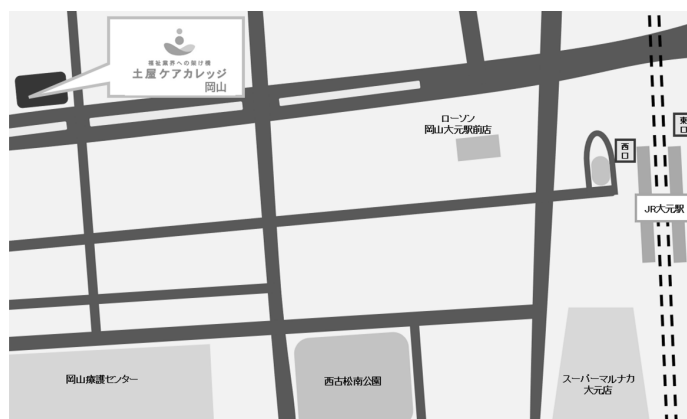 福祉業界への架け橋
土屋ケアカレッジ
岡山
ローソン
岡山大元駅前店
西口
東口
JR大元駅
岡山療護センター
西古松南公園
スーパーマルナカ
大元店